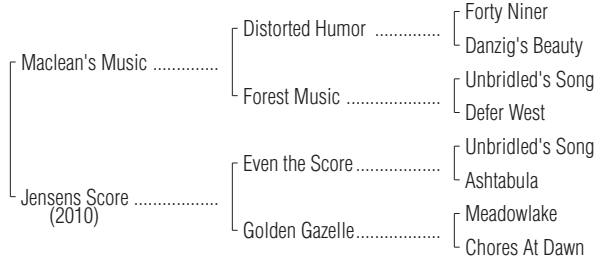 Forty Niner
Distorted Humor ..............
Danzig's Beauty
Maclean's Music ..............
Unbridled's Song
Forest Music ....................
Defer West
Unbridled's Song
Even the Score..................
Ashtabula
Jensens Score ..................
(2010)
Meadowlake
Golden Gazelle..................
Chores At Dawn